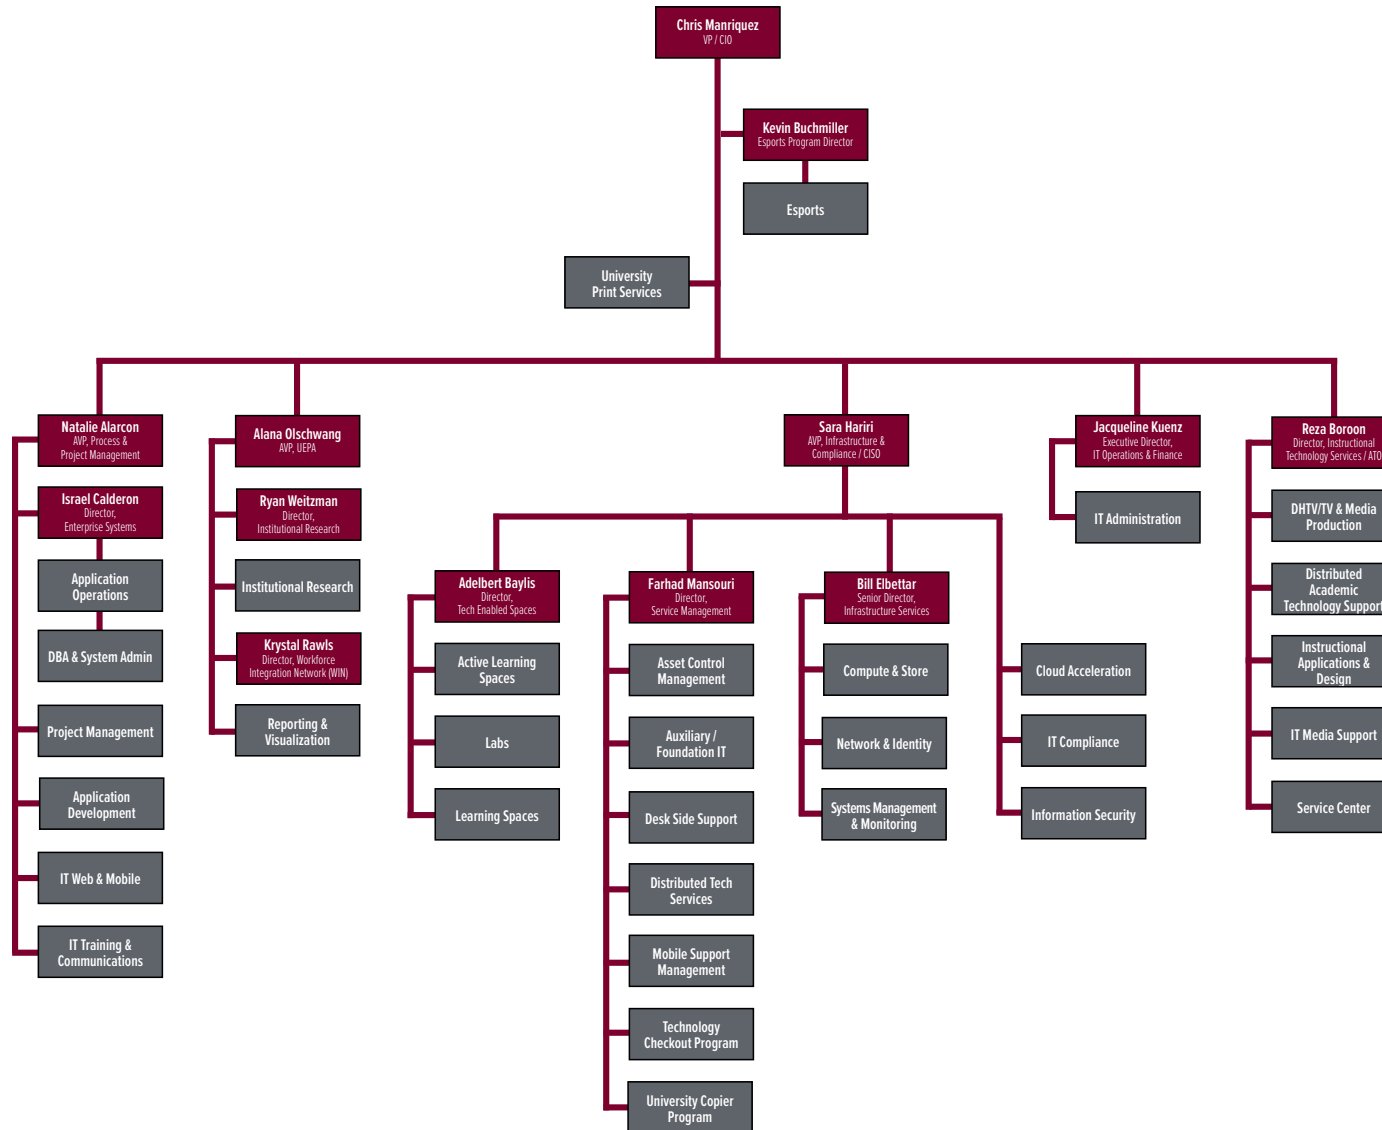 Chris Manriquez
VP / CIO
Kevin Buchmiller
Esports Program Director
Esports
University
Print Services
Natalie Alarcon
AVP, Process &
Project Management
Israel Calderon
Director,
Enterprise Systems
Application
Operations
DBA & System Admin
Project Management
Application
Development
IT Web & Mobile
IT Training &
Communications
Alana Olschwang
AVP, UEPA
Ryan Weitzman
Director,
Institutional Research
Institutional Research
Krystal Rawls
Director, Workforce
Integration Network (WIN)
Reporting &
Visualization
Sara Hariri
AVP, Infrastructure &
Compliance / CISO
Adelbert Baylis
Director,
Tech Enabled Spaces
Active Learning
Spaces
Labs
Learning Spaces
Farhad Mansouri
Director,
Service Management
Asset Control
Management
Auxiliary /
Foundation IT
Desk Side Support
Distributed Tech
Services
Mobile Support
Management
Technology
Checkout Program
University Copier
Program
Bill Elbettar
Senior Director,
Infrastructure Services
Compute & Store
Network & Identity
Systems Management
& Monitoring
Cloud Acceleration
IT Compliance
Information Security
Jacqueline Kuenz
Executive Director,
IT Operations & Finance
IT Administration
Reza Boroon
Director, Instructional
Technology Services / ATO
DHTV/TV & Media
Production
Distributed
Academic
Technology Support
Instructional
Applications &
Design
IT Media Support
Service Center